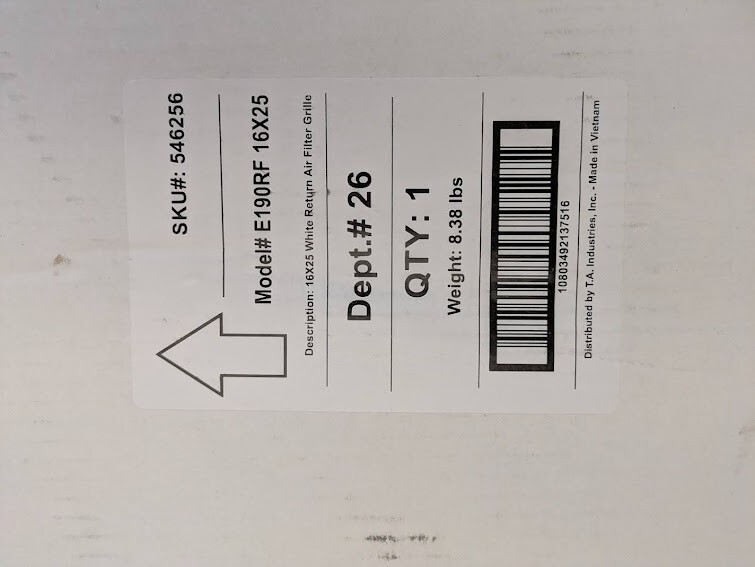 SKU#: 546256
Model# E190RF 16X25
Description: 16X25 White Return Air Filter Grille
Dept.# 26
QTY: 1
Weight: 8.38 lbs
10803492137516
Distributed by T.A. Industries, Inc. - Made in Vietnam